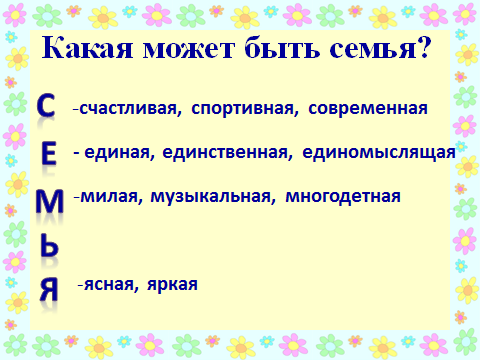 Какая может быть семья?
С -счастливая, спортивная, современная
Е - единая, единственная, единомыслящая
М -милая, музыкальная, многодетная
Ь
Я -ясная, яркая